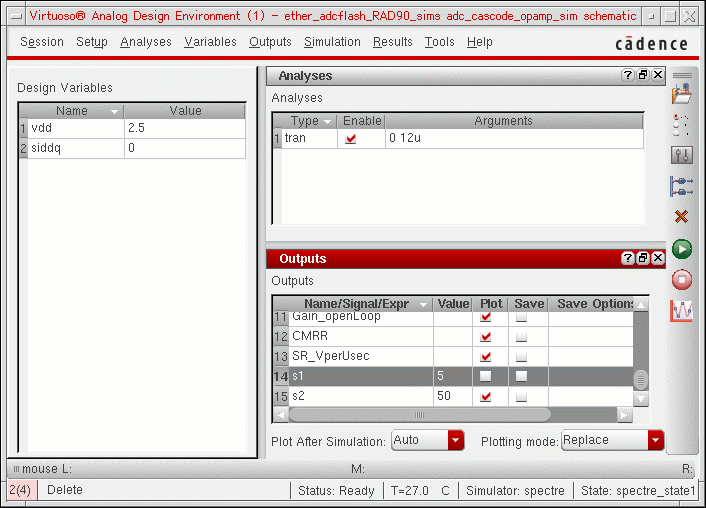 Virtuoso® Analog Design Environment (1) - ether_adcflash_RAD90_sims adc_cascode_opamp_sim schematic
Session Setup Analyses Variables Outputs Simulation Results Tools Help cādence
Design Variables
Name Value
1 vdd 2.5
2 siddq 0
Analyses
Analyses
Type Enable Arguments
1 tran 0 12u
Outputs
Outputs
Name/Signal/Expr Value Plot Save Save Options
11 Gain_openLoop
12 CMRR
13 SR_VperUsec
14 s1 5
15 s2 50
Plot After Simulation: Auto Plotting mode: Replace
mouse L: M: R:
2(4) Delete Status: Ready T=27.0 C Simulator: spectre State: spectre_state1